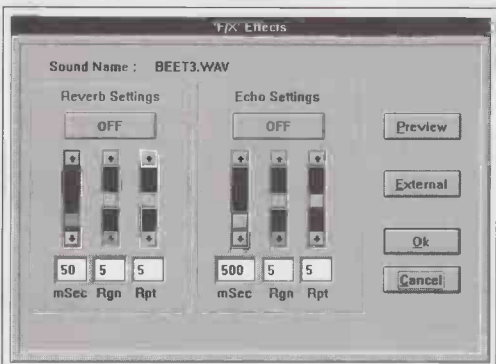 F/X Effects
Sound Name : BEET3.WAV
Reverb Settings
OFF
50 5 5
mSec Rgn Rpt
Echo Settings
OFF
500 5 5
mSec Rgn Rpt
Preview
External
Ok
Cancel